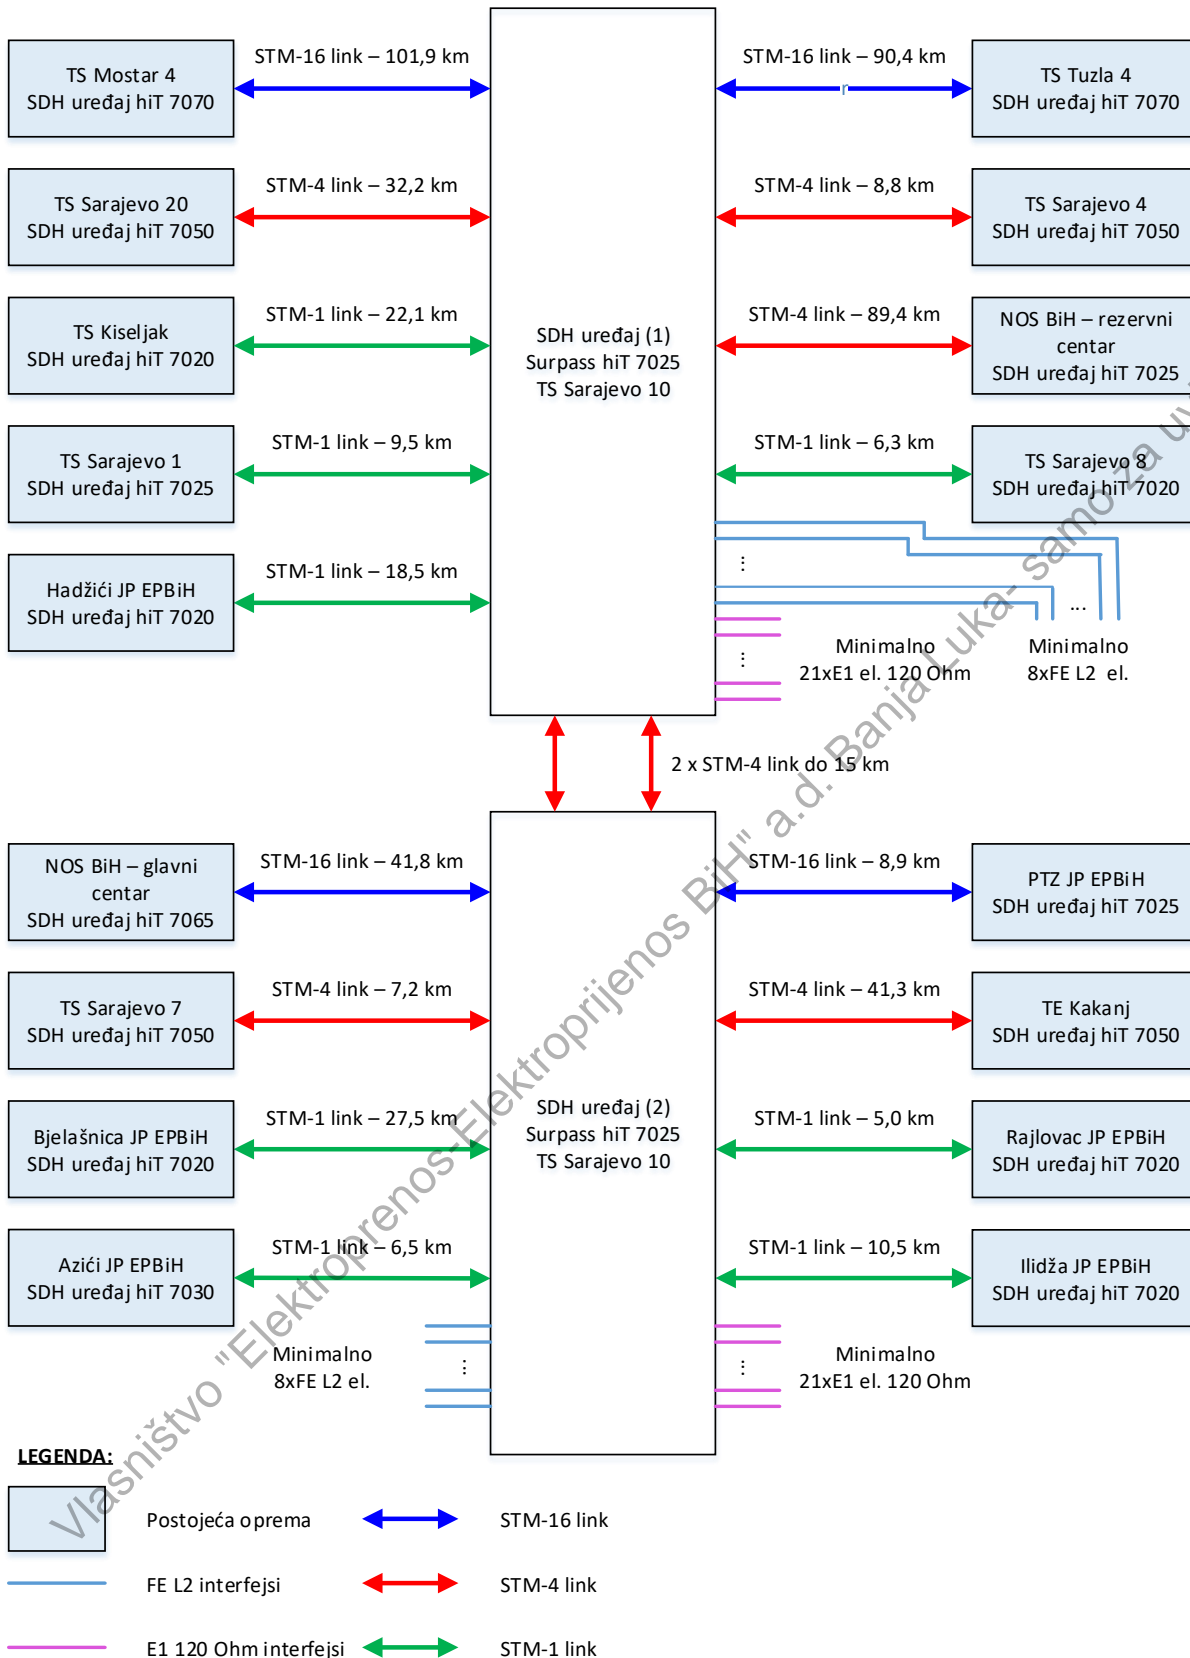 STM-16 link – 101,9 km
STM-16 link – 90,4 km
TS Mostar 4
SDH uređaj hiT 7070
r
TS Tuzla 4
SDH uređaj hiT 7070
STM-4 link – 32,2 km
STM-4 link – 8,8 km
TS Sarajevo 20
SDH uređaj hiT 7050
TS Sarajevo 4
SDH uređaj hiT 7050
STM-1 link – 22,1 km
STM-4 link – 89,4 km
TS Kiseljak
SDH uređaj hiT 7020
SDH uređaj (1)
Surpass hiT 7025
TS Sarajevo 10
NOS BiH – rezervni
centar
SDH uređaj hiT 7025
STM-1 link – 9,5 km
STM-1 link – 6,3 km
TS Sarajevo 1
SDH uređaj hiT 7025
TS Sarajevo 8
SDH uređaj hiT 7020
STM-1 link – 18,5 km
Hadžići JP EPBiH
SDH uređaj hiT 7020
...
...
...
Minimalno
21xE1 el. 120 Ohm
Minimalno
8xFE L2 el.
2 x STM-4 link do 15 km
STM-16 link – 41,8 km
STM-16 link – 8,9 km
NOS BiH – glavni
centar
SDH uređaj hiT 7065
PTZ JP EPBiH
SDH uređaj hiT 7025
STM-4 link – 7,2 km
STM-4 link – 41,3 km
TS Sarajevo 7
SDH uređaj hiT 7050
TE Kakanj
SDH uređaj hiT 7050
STM-1 link – 27,5 km
STM-1 link – 5,0 km
Bjelašnica JP EPBiH
SDH uređaj hiT 7020
SDH uređaj (2)
Surpass hiT 7025
TS Sarajevo 10
Rajlovac JP EPBiH
SDH uređaj hiT 7020
STM-1 link – 6,5 km
STM-1 link – 10,5 km
Azići JP EPBiH
SDH uređaj hiT 7030
Ilidža JP EPBiH
SDH uređaj hiT 7020
Minimalno
8xFE L2 el.
...
...
Minimalno
21xE1 el. 120 Ohm
LEGENDA:
Postojeća oprema
STM-16 link
FE L2 interfejsi
STM-4 link
E1 120 Ohm interfejsi
STM-1 link
Vlasništvo "Elektroprenos-Elektroprijenos BiH" a.d. Banja Luka- samo za